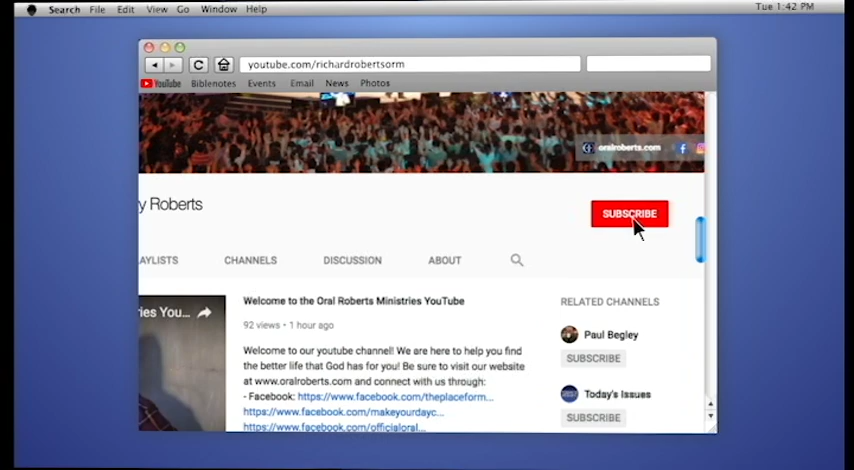 Search File Edit View Go Window Help
Tue 1:42 PM
youtube.com/richardrobertsorm
YouTube Biblenotes Events Email News Photos
oralroberts.com
y Roberts
SUBSCRIBE
AYLISTS CHANNELS DISCUSSION ABOUT
ries You...
Welcome to the Oral Roberts Ministries YouTube
92 views • 1 hour ago
Welcome to our youtube channel! We are here to help you find
the better life that God has for you! Be sure to visit our website
at www.oralroberts.com and connect with us through:
- Facebook: https://www.facebook.com/theplaceform...
https://www.facebook.com/makeyourdayc...
https://www.facebook.com/officialoral...
RELATED CHANNELS
Paul Begley
SUBSCRIBE
Today's Issues
SUBSCRIBE